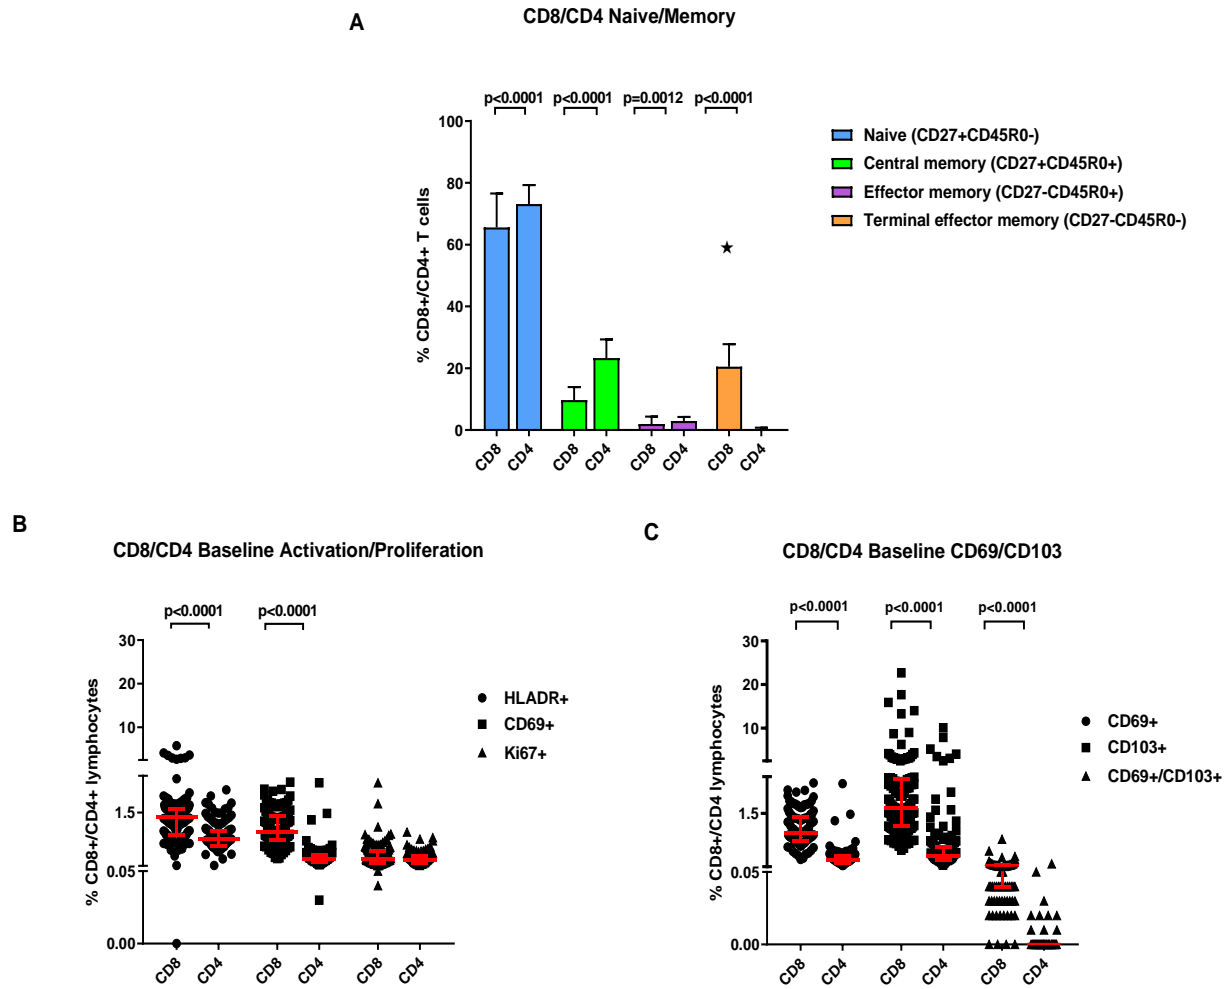 A
CD8/CD4 Naive/Memory
p<0.0001 p<0.0001 p=0.0012 p<0.0001
% CD8+/CD4+ T cells
100
80
60
40
20
0
CD8 CD4 CD8 CD4 CD8 CD4 CD8 CD4
Naive (CD27+CD45R0-)
Central memory (CD27+CD45R0+)
Effector memory (CD27-CD45R0+)
Terminal effector memory (CD27-CD45R0-)
B
CD8/CD4 Baseline Activation/Proliferation
p<0.0001 p<0.0001
% CD8+/CD4+ lymphocytes
30
20
10
1.5
0.05
0.00
CD8 CD4 CD8 CD4 CD8 CD4
HLADR+
CD69+
Ki67+
C
CD8/CD4 Baseline CD69/CD103
p<0.0001 p<0.0001 p<0.0001
% CD8+/CD4 lymphocytes
30
20
10
1.5
0.05
0.00
CD8 CD4 CD8 CD4 CD8 CD4
CD69+
CD103+
CD69+/CD103+